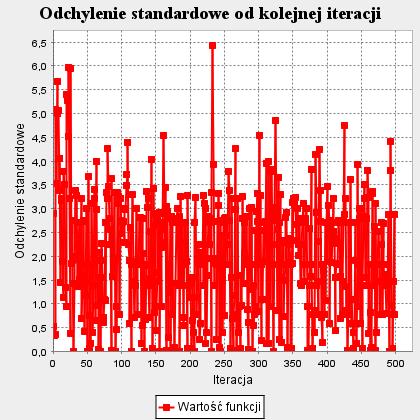 Odchylenie standardowe od kolejnej iteracji
Odchylenie standardowe
6,5
6,0
5,5
5,0
4,5
4,0
3,5
3,0
2,5
2,0
1,5
1,0
0,5
0,0
0 50 100 150 200 250 300 350 400 450 500
Iteracja
Wartość funkcji